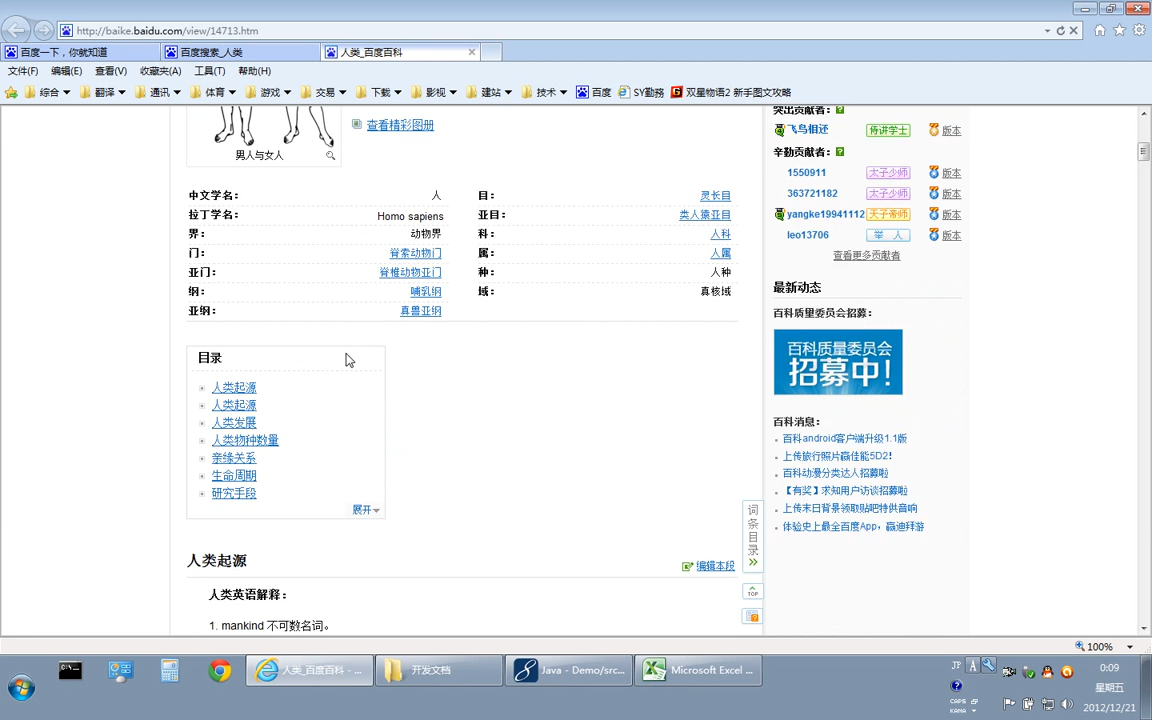 http://baike.baidu.com/view/14713.htm
百度一下，你就知道
百度搜索_人类
人类_百度百科
文件(F) 编辑(E) 查看(V) 收藏夹(A) 工具(T) 帮助(H)
综合 翻译 通讯 体育 游戏 交易 下载 影视 建站 技术 百度 SY勤務 双星物语2 新手图文攻略
男人与女人
查看精彩图册
中文学名： 人
拉丁学名： Homo sapiens
界： 动物界
门： 脊索动物门
亚门： 脊椎动物亚门
纲： 哺乳纲
亚纲： 真兽亚纲
目： 灵长目
亚目： 类人猿亚目
科： 人科
属： 人属
种： 人种
域： 真核域
目录
人类起源
人类起源
人类发展
人类物种数量
亲缘关系
生命周期
研究手段
展开
人类起源
编辑本段
人类英语解释：
1. mankind 不可数名词。
词条目录
TOP
突出贡献者：
飞鸟相还 侍讲学士 版本
辛勤贡献者：
1550911 太子少师 版本
363721182 太子少师 版本
yangke19941112 天子帝师 版本
leo13706 举 人 版本
查看更多贡献者
最新动态
百科质量委员会招募：
百科质量委员会
招募中！
百科消息：
百科android客户端升级1.1版
上传旅行照片赢佳能5D2！
百科动漫分类达人招募啦
【有奖】求知用户访谈招募啦
上传末日背景领取贴吧特供音响
体验史上最全百度App，赢迪拜游
100%
人类_百度百科 - ...
开发文档
Java - Demo/src...
Microsoft Excel ...
JP
CAPS
KANA
0:09
星期五
2012/12/21